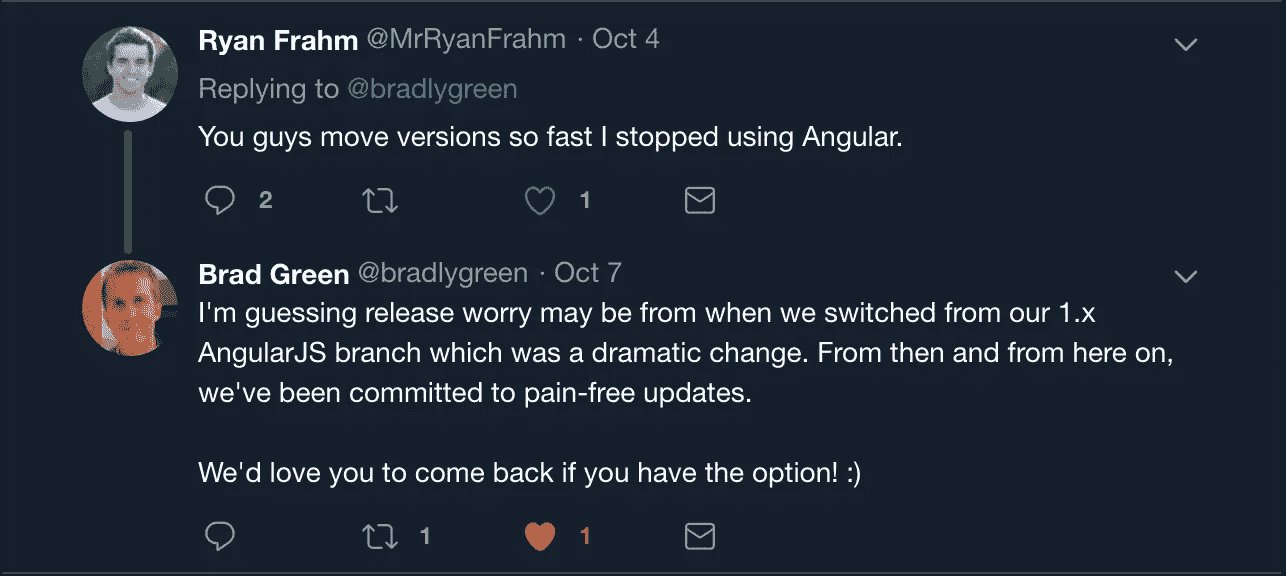 Ryan Frahm @MrRyanFrahm · Oct 4
Replying to @bradlygreen
You guys move versions so fast I stopped using Angular.
2 1
Brad Green @bradlygreen · Oct 7
I'm guessing release worry may be from when we switched from our 1.x
AngularJS branch which was a dramatic change. From then and from here on,
we've been committed to pain-free updates.
We'd love you to come back if you have the option! :)
1 1